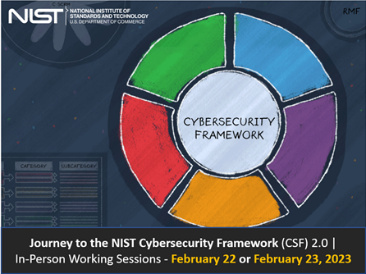 NIST
NATIONAL INSTITUTE OF
STANDARDS AND TECHNOLOGY
U.S. DEPARTMENT OF COMMERCE
RMF
CYBERSECURITY
FRAMEWORK
CATEGORY SUBCATEGORY
Journey to the NIST Cybersecurity Framework (CSF) 2.0 |
In-Person Working Sessions - February 22 or February 23, 2023